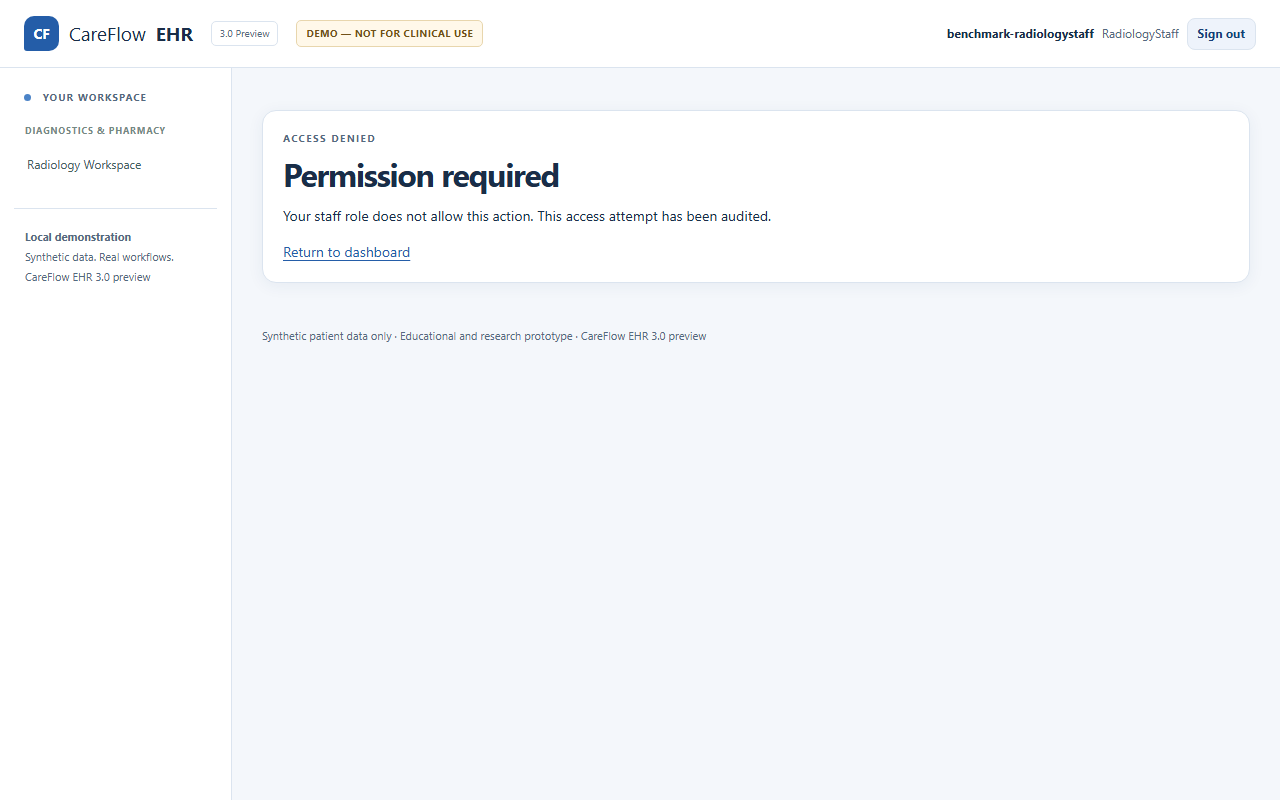 CF CareFlow EHR 3.0 Preview DEMO — NOT FOR CLINICAL USE benchmark-radiologystaff RadiologyStaff Sign out
YOUR WORKSPACE
DIAGNOSTICS & PHARMACY
Radiology Workspace
Local demonstration
Synthetic data. Real workflows.
CareFlow EHR 3.0 preview
ACCESS DENIED
Permission required
Your staff role does not allow this action. This access attempt has been audited.
Return to dashboard
Synthetic patient data only · Educational and research prototype · CareFlow EHR 3.0 preview